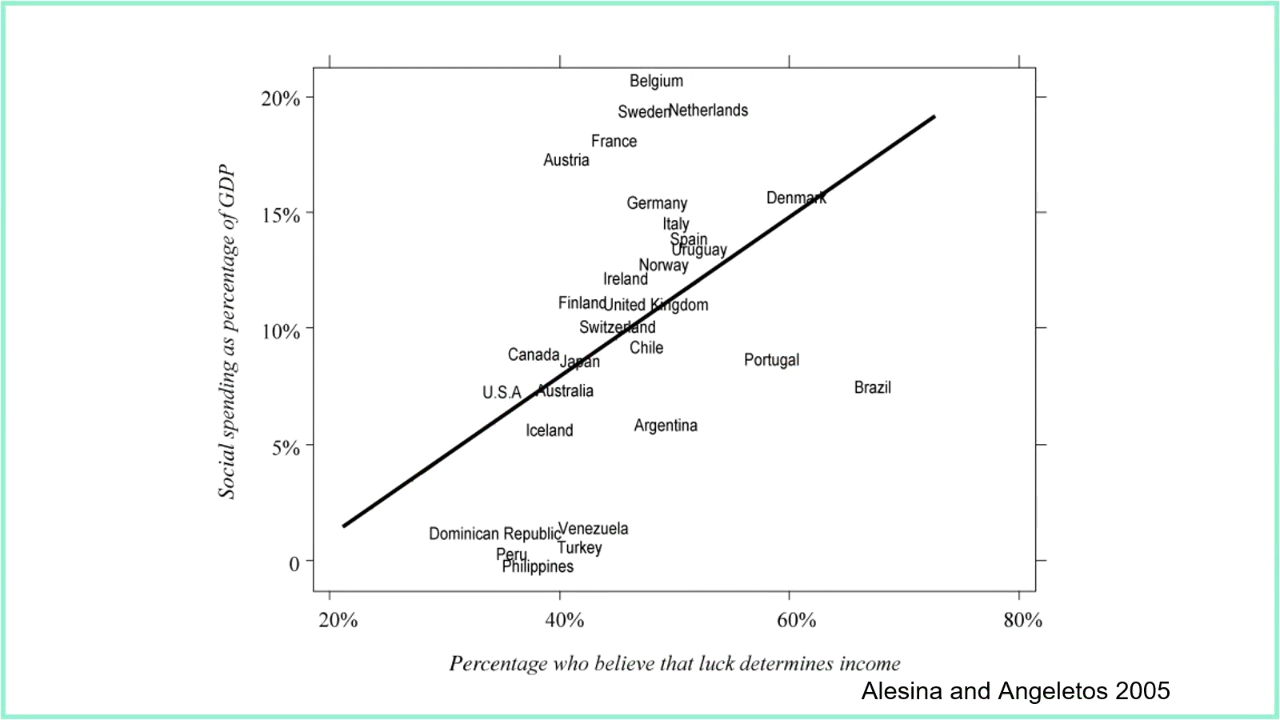 Belgium
20%
Sweden Netherlands
France
Austria
Denmark
Germany
15%
Italy
Spain
Uruguay
Norway
Ireland
Finland United Kingdom
10%
Switzerland
Chile
Canada Japan
Portugal
Brazil
U.S.A Australia
Argentina
Iceland
5%
Venezuela
Dominican Republic
Turkey
Peru
0
Philippines
Social spending as percentage of GDP
20% 40% 60% 80%
Percentage who believe that luck determines income
Alesina and Angeletos 2005